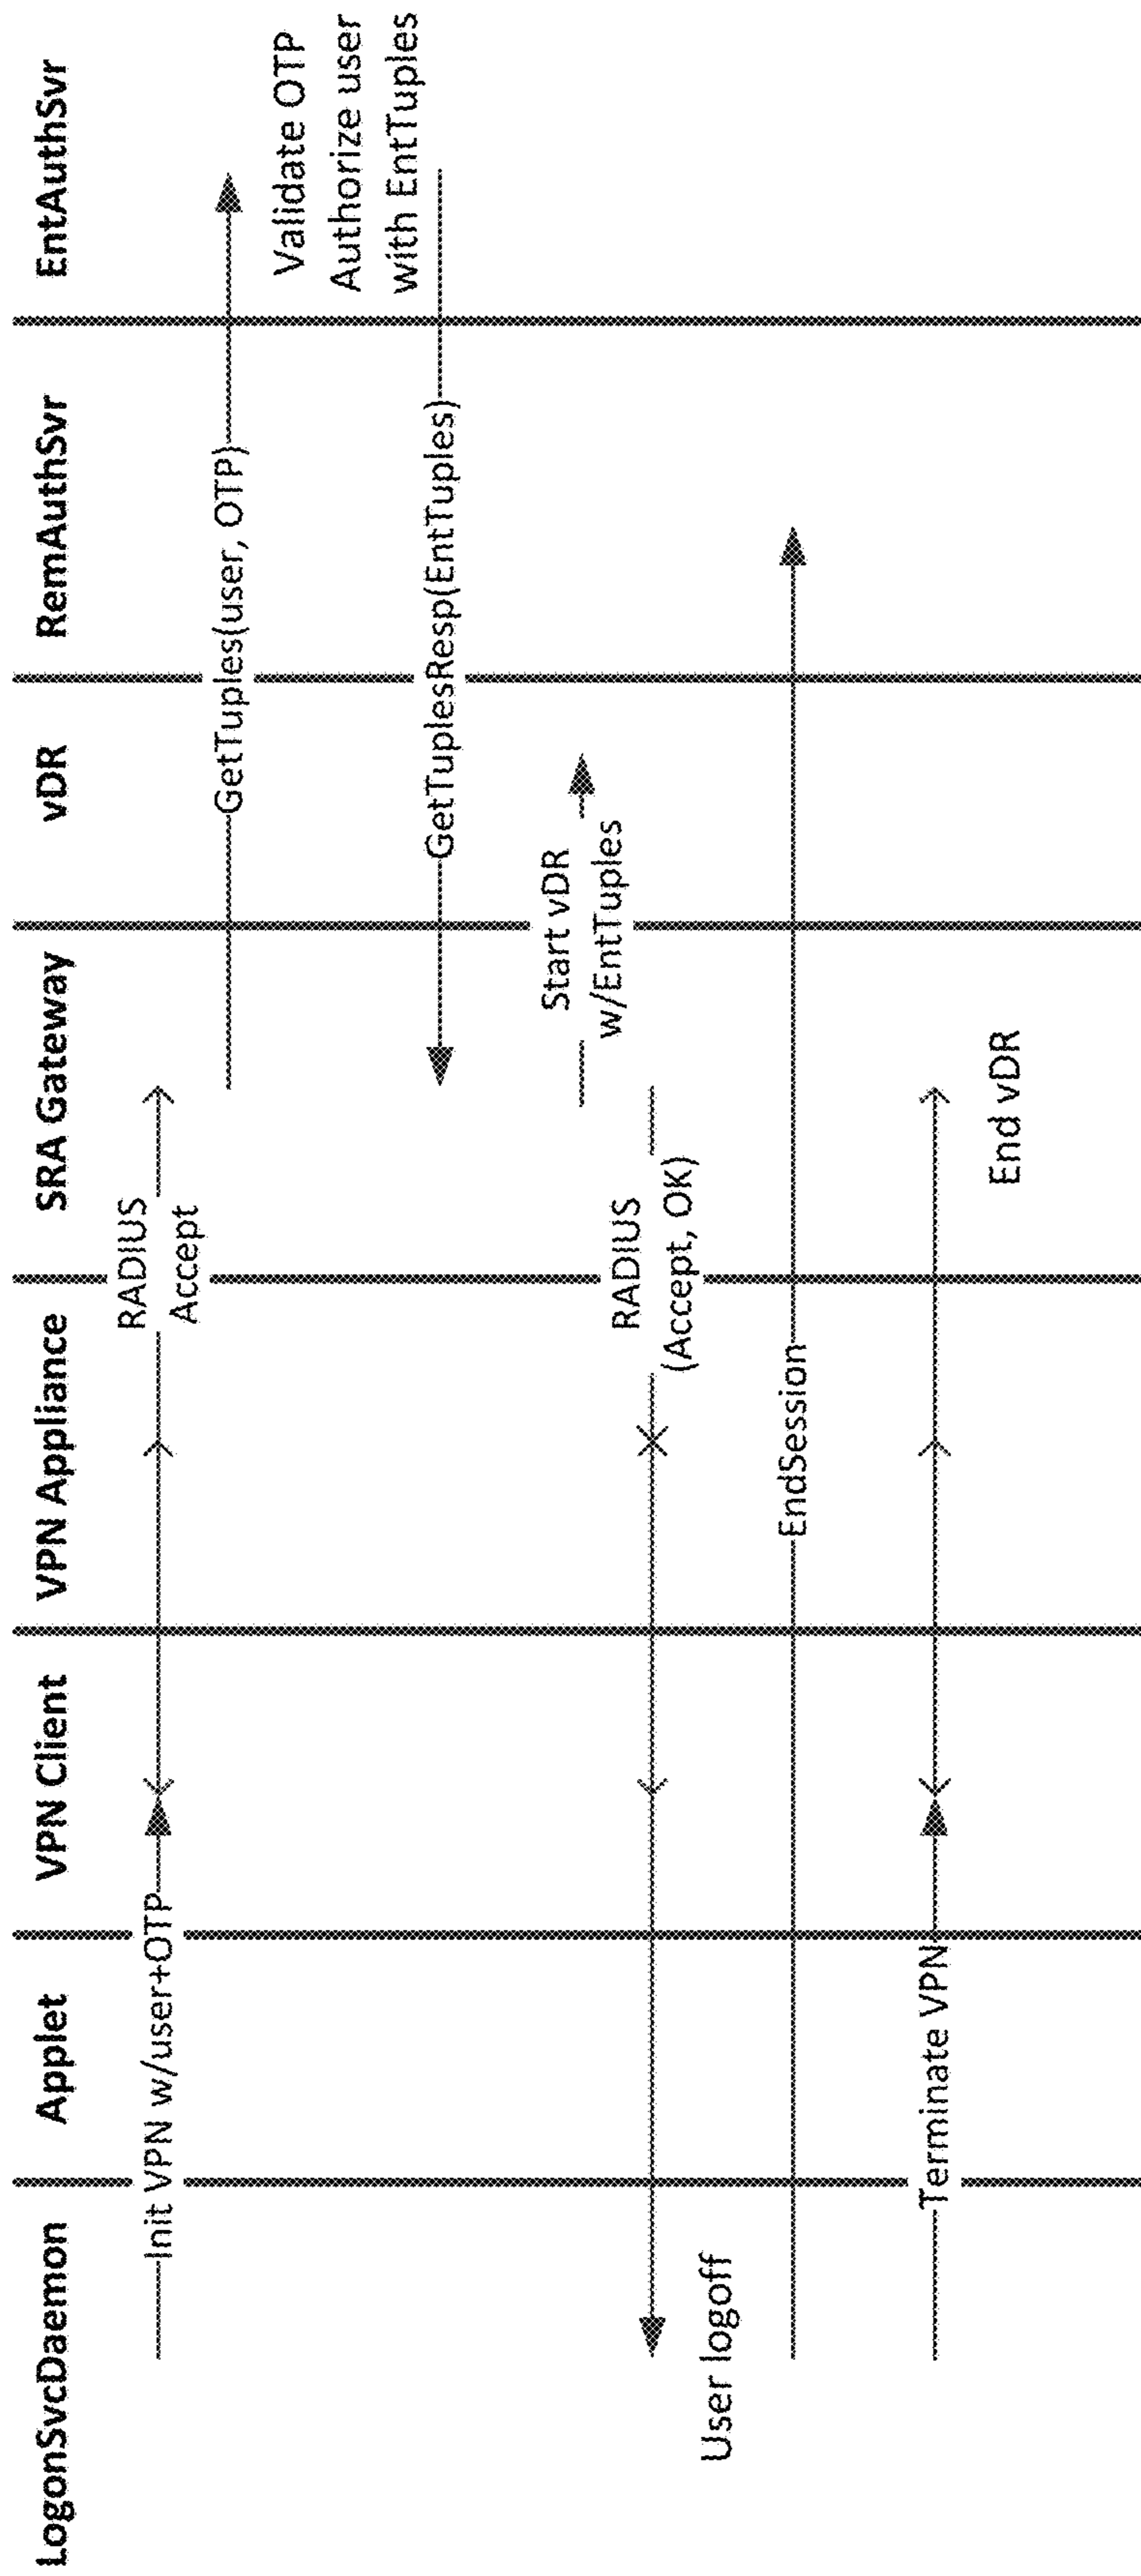 LogonSvcDaemon
Applet
VPN Client
VPN Appliance
SRA Gateway
vDR
RemAuthSvr
EntAuthSvr
Init VPN w/user+OTP
RADIUS
Accept
GetTuples(user, OTP)
Validate OTP
Authorize user
with EntTuples
GetTuplesResp(EntTuples)
Start vDR
w/EntTuples
RADIUS
(Accept, OK)
User logoff
EndSession
Terminate VPN
End vDR